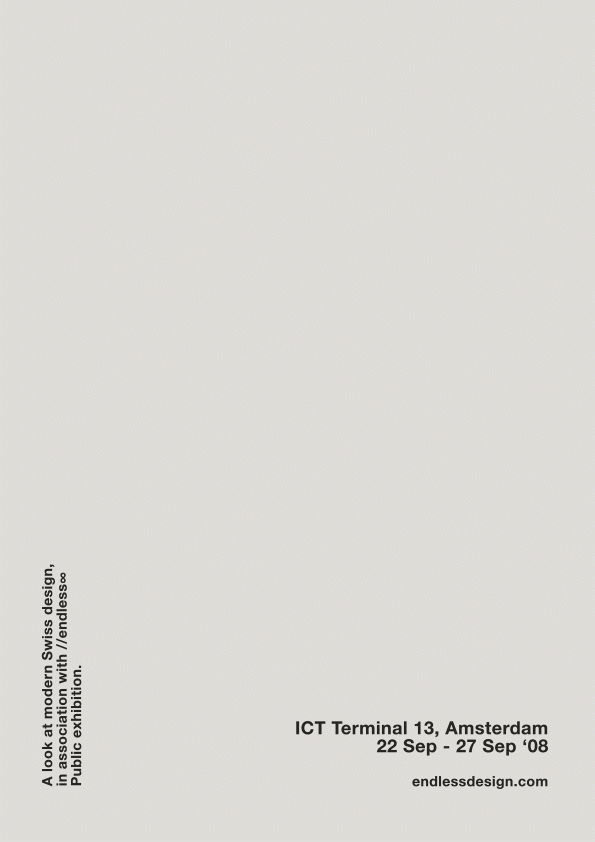 A look at modern Swiss design,
in association with //endless∞
Public exhibition.
ICT Terminal 13, Amsterdam
22 Sep - 27 Sep ‘08
endlessdesign.com